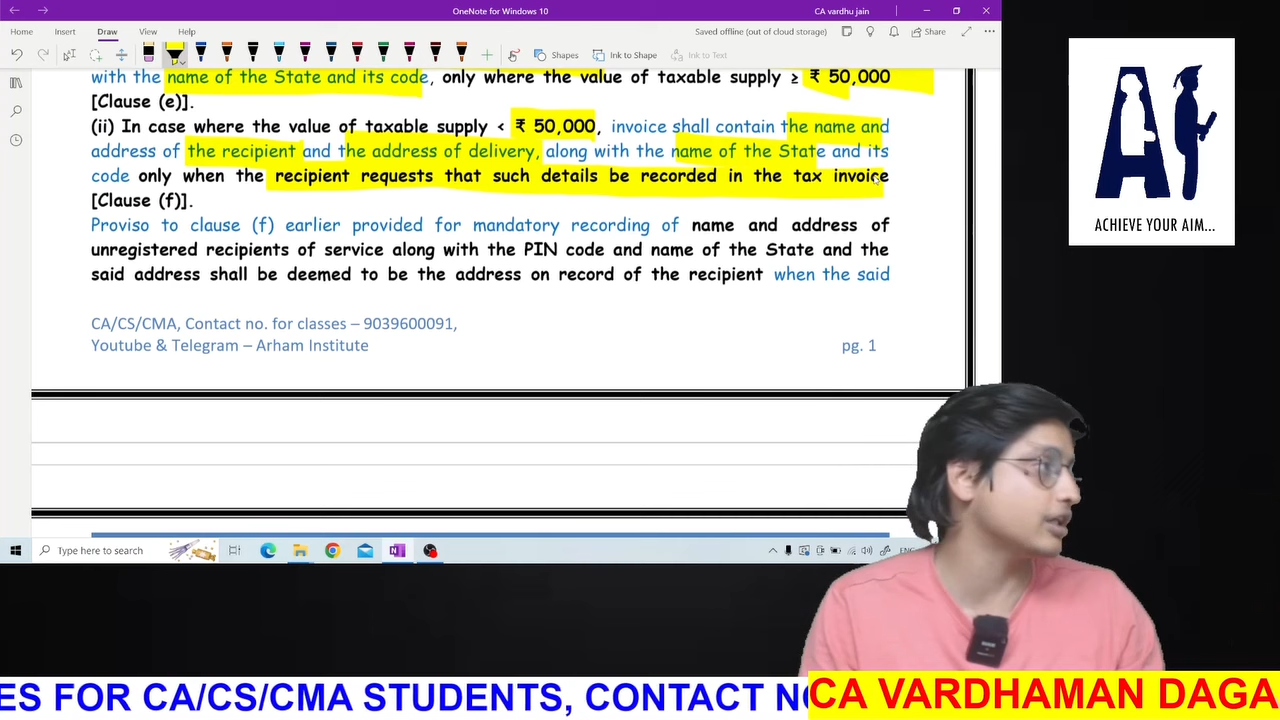 OneNote for Windows 10
CA vardhu jain
Home Insert Draw View Help
Saved offline (out of cloud storage)
Share
Shapes
Ink to Shape
Ink to Text
with the name of the State and its code, only where the value of taxable supply ≥ ₹ 50,000
[Clause (e)].
(ii) In case where the value of taxable supply < ₹ 50,000, invoice shall contain the name and
address of the recipient and the address of delivery, along with the name of the State and its
code only when the recipient requests that such details be recorded in the tax invoice
[Clause (f)].
Proviso to clause (f) earlier provided for mandatory recording of name and address of
unregistered recipients of service along with the PIN code and name of the State and the
said address shall be deemed to be the address on record of the recipient when the said
CA/CS/CMA, Contact no. for classes – 9039600091,
Youtube & Telegram – Arham Institute
pg. 1
Type here to search
ENG
AI
ACHIEVE YOUR AIM...
ES FOR CA/CS/CMA STUDENTS, CONTACT
CA VARDHAMAN DAGA